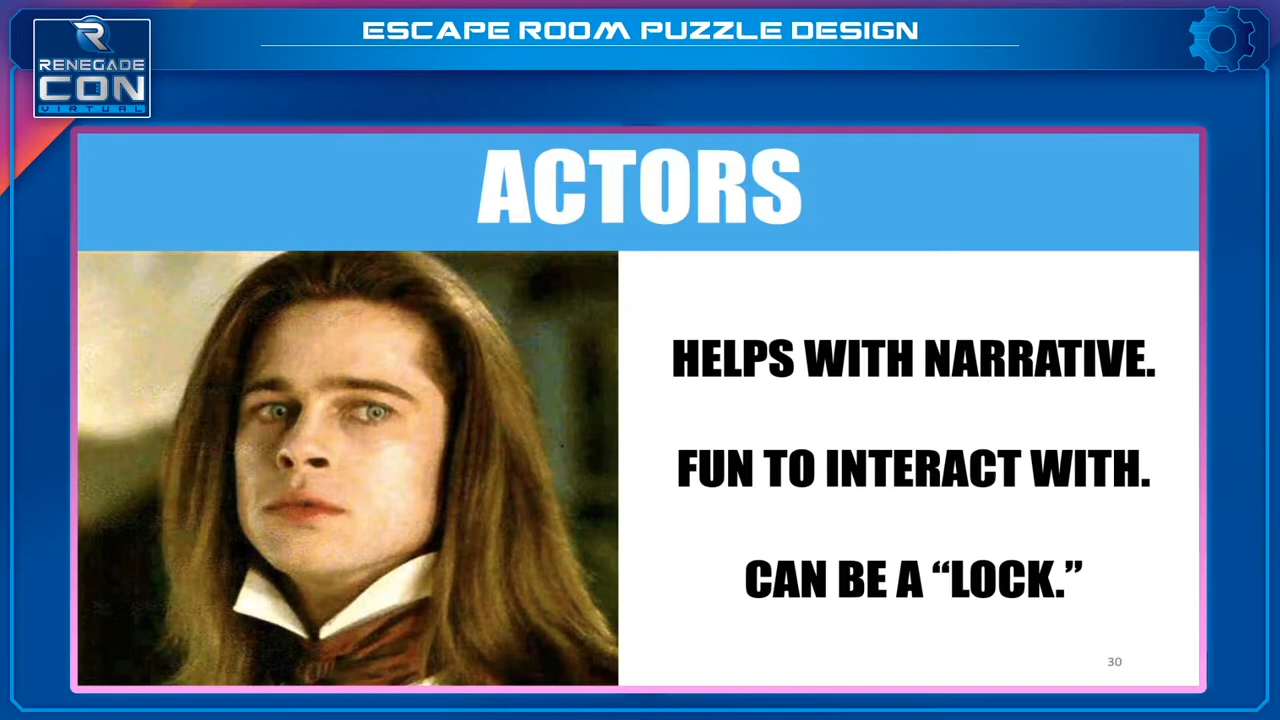 ESCAPE ROOM PUZZLE DESIGN
RENEGADE
CON
VIRTUAL
ACTORS
HELPS WITH NARRATIVE.
FUN TO INTERACT WITH.
CAN BE A “LOCK.”
30